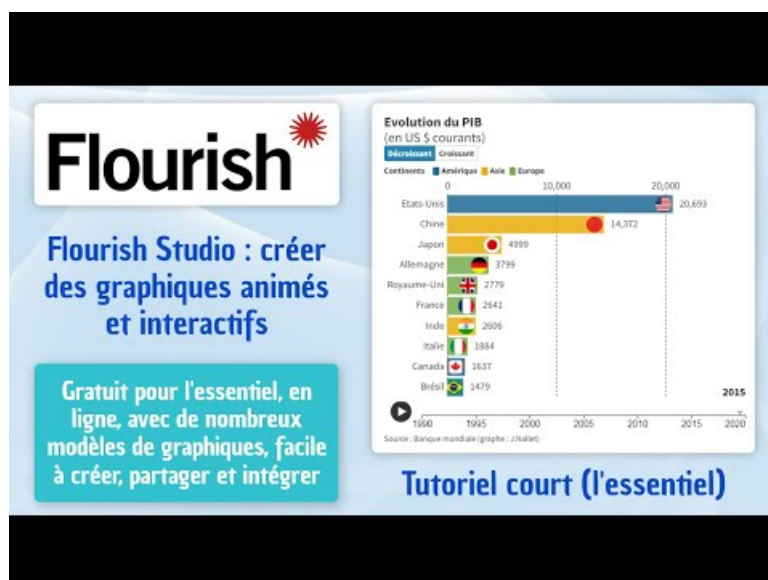 Flourish
Flourish Studio : créer
des graphiques animés
et interactifs
Gratuit pour l'essentiel, en
ligne, avec de nombreux
modèles de graphiques, facile
à créer, partager et intégrer
Evolution du PIB
(en US $ courants)
Décroissant Croissant
Continents Amérique Asie Europe
0 10,000 20,000
Etats-Unis 20,693
Chine 14,372
Japon 4999
Allemagne 3799
Royaume-Uni 2779
France 2641
Inde 2606
Italie 1884
Canada 1637
Brésil 1479
2015
1990 1995 2000 2005 2010 2015 2020
Source : Banque mondiale (graphe : J.Nallet)
Tutoriel court (l'essentiel)